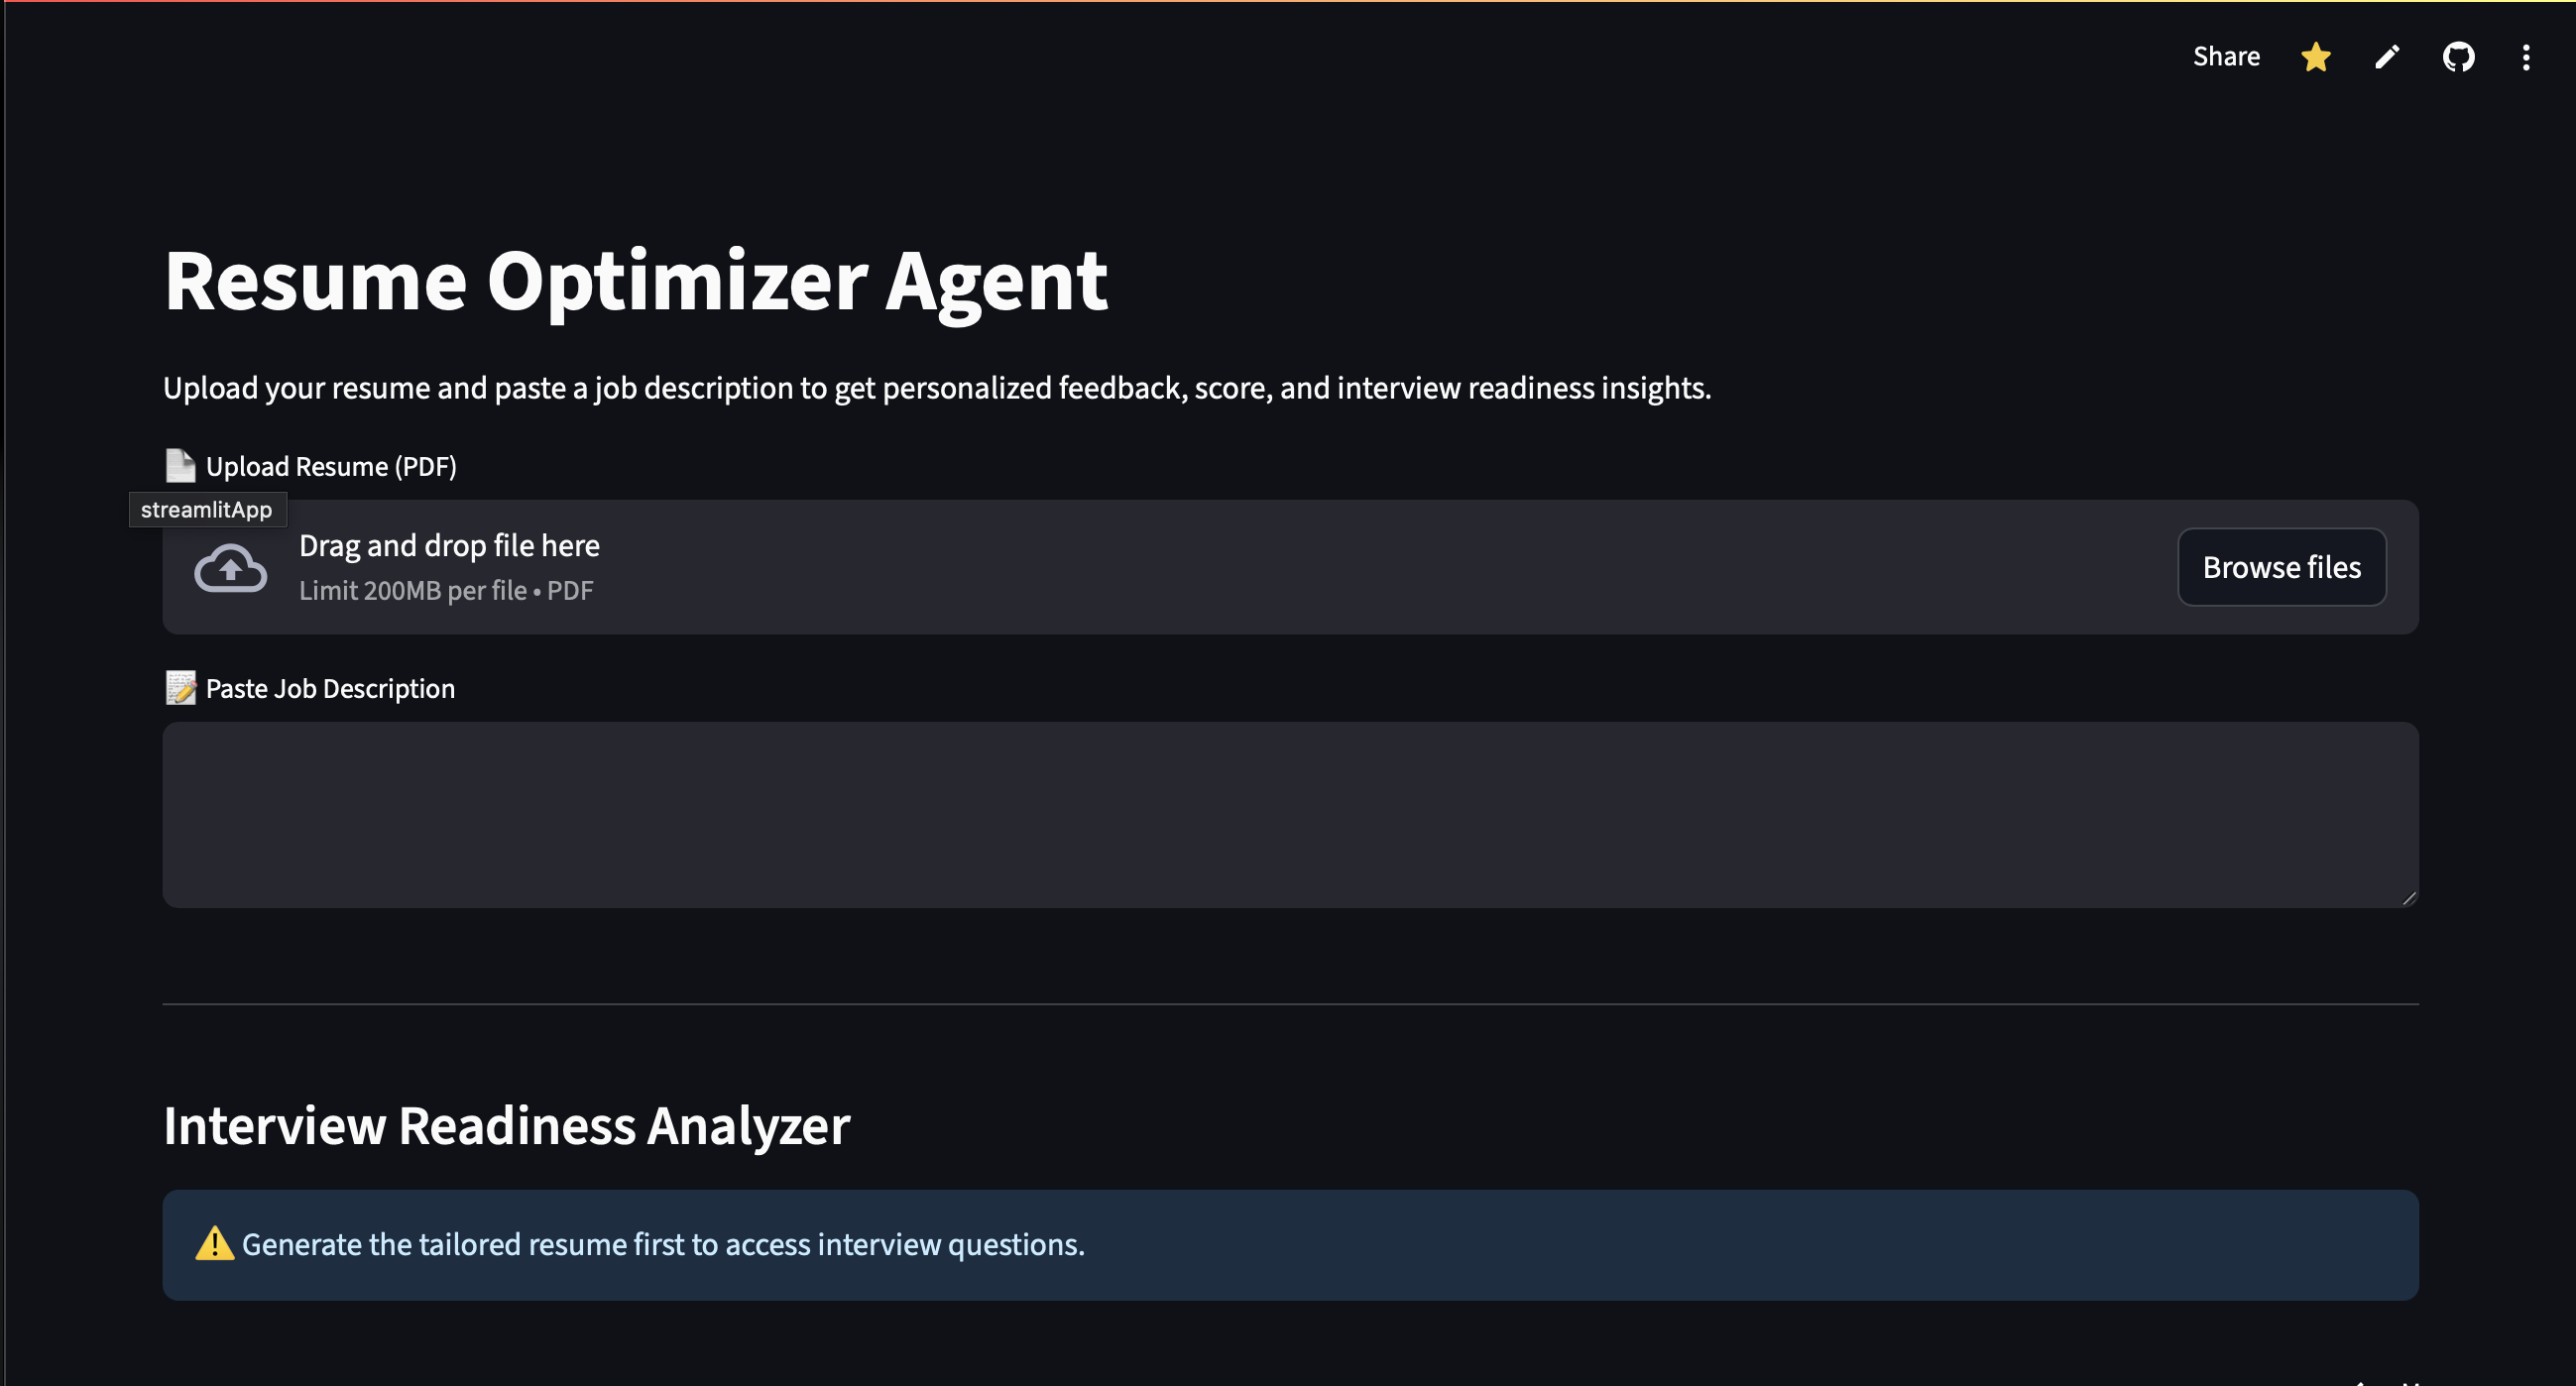 Share
Resume Optimizer Agent
Upload your resume and paste a job description to get personalized feedback, score, and interview readiness insights.
Upload Resume (PDF)
streamlitApp
Drag and drop file here
Limit 200MB per file • PDF
Browse files
Paste Job Description
Interview Readiness Analyzer
Generate the tailored resume first to access interview questions.